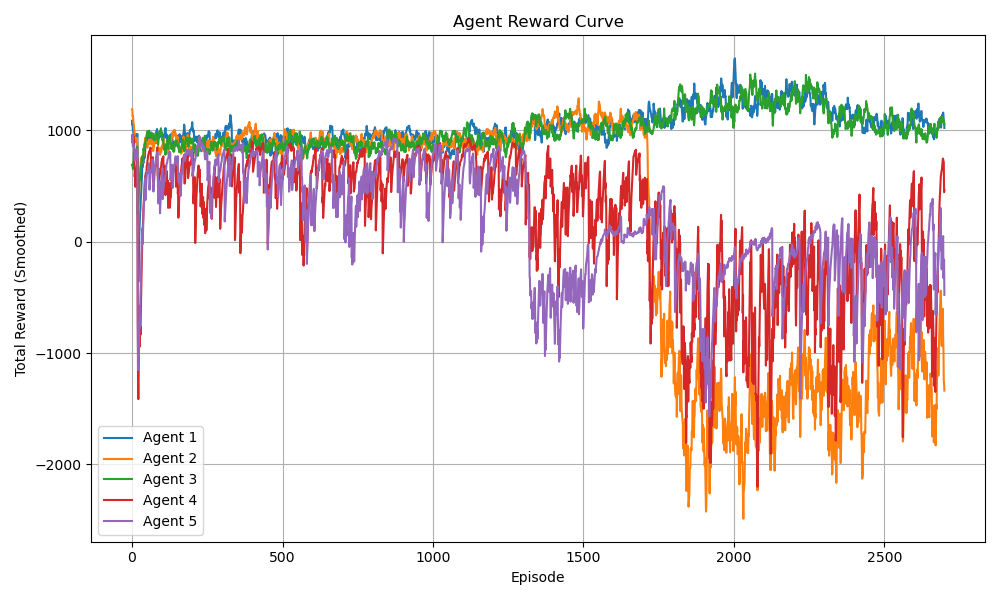 Agent Reward Curve
Total Reward (Smoothed)
1000
0
−1000
−2000
Agent 1
Agent 2
Agent 3
Agent 4
Agent 5
0 500 1000 1500 2000 2500
Episode